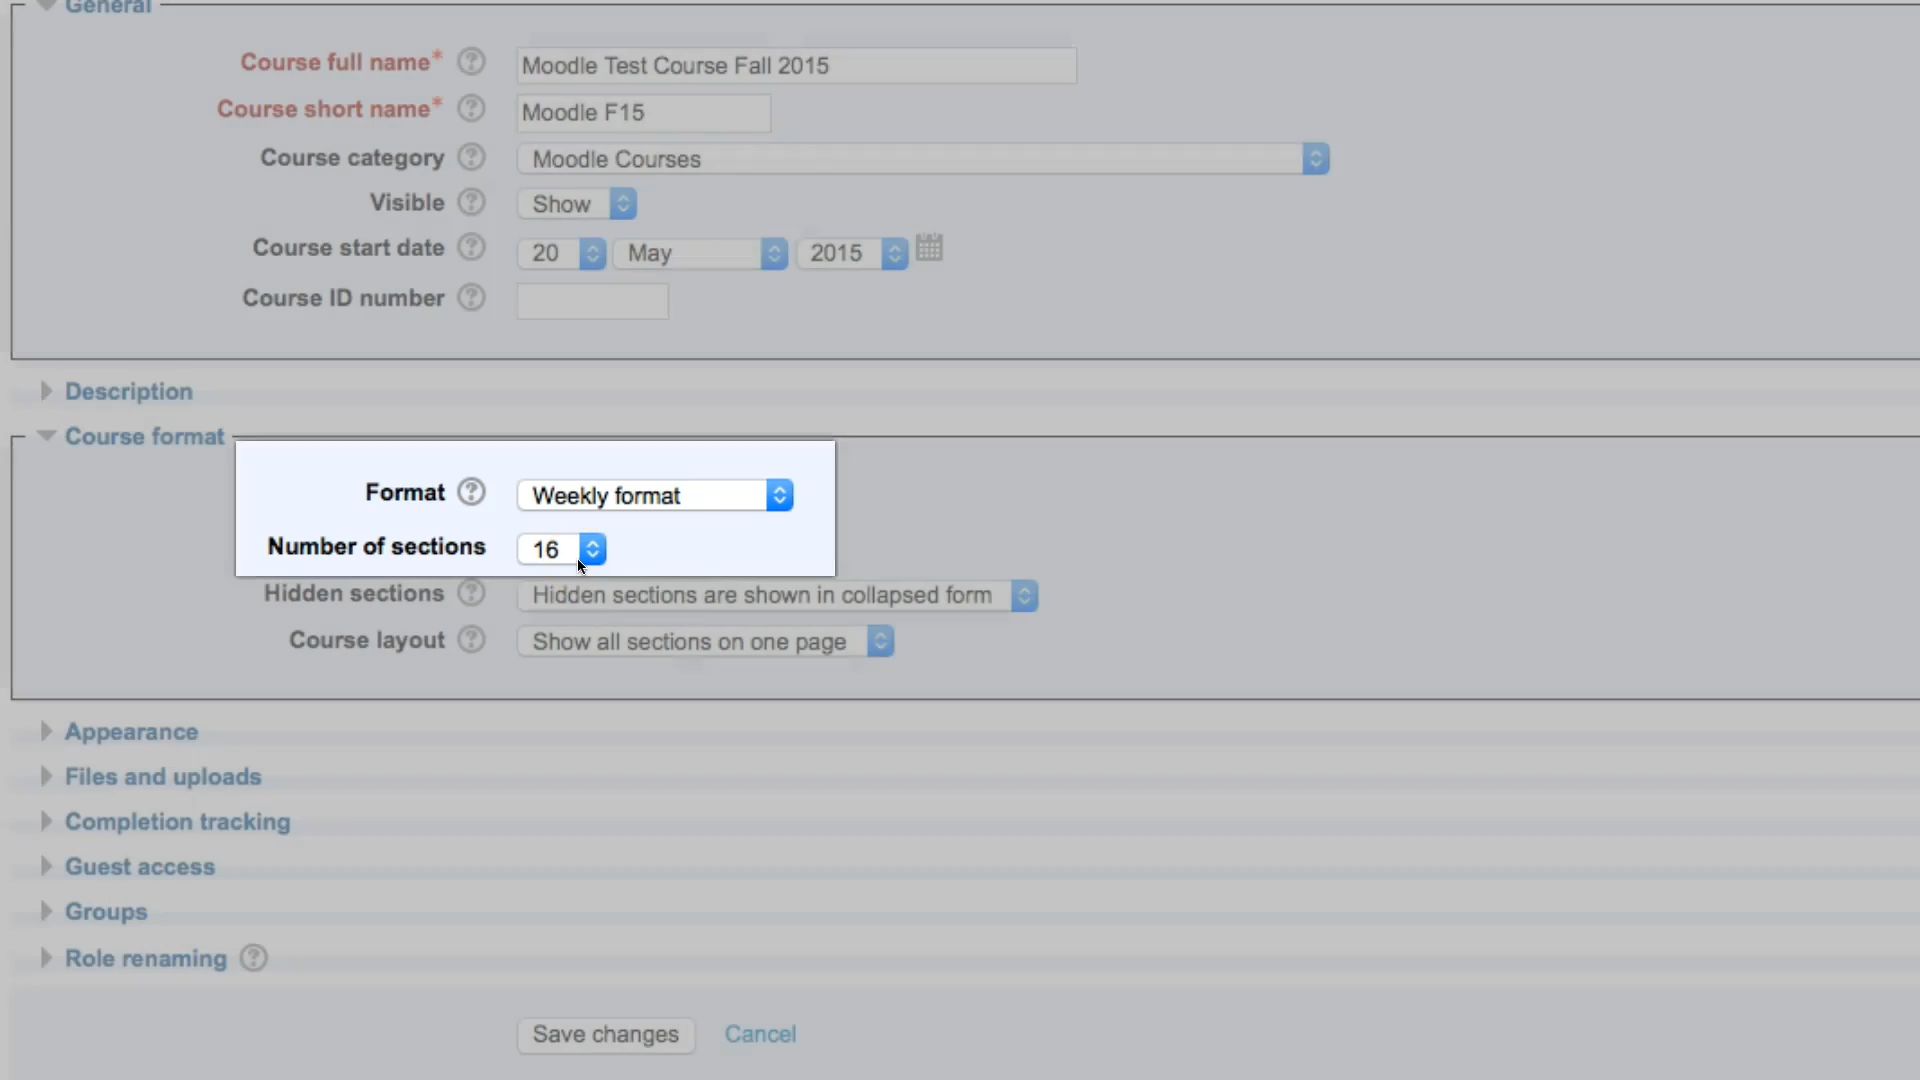 General
Course full name* Moodle Test Course Fall 2015
Course short name* Moodle F15
Course category Moodle Courses
Visible Show
Course start date 20 May 2015
Course ID number
Description
Course format
Format Weekly format
Number of sections 16
Hidden sections Hidden sections are shown in collapsed form
Course layout Show all sections on one page
Appearance
Files and uploads
Completion tracking
Guest access
Groups
Role renaming
Save changes Cancel